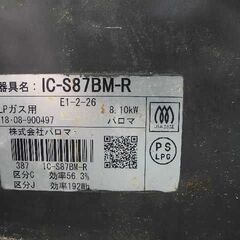 器具名: IC-S87BM-R
E1-2-26
LPガス用 8.10kW
18·08-900497 パロマ
株式会社パロマ
PS
LPG
387 IC-S87BM-R
区分C 効率56.3%
区分J 効率192Wh